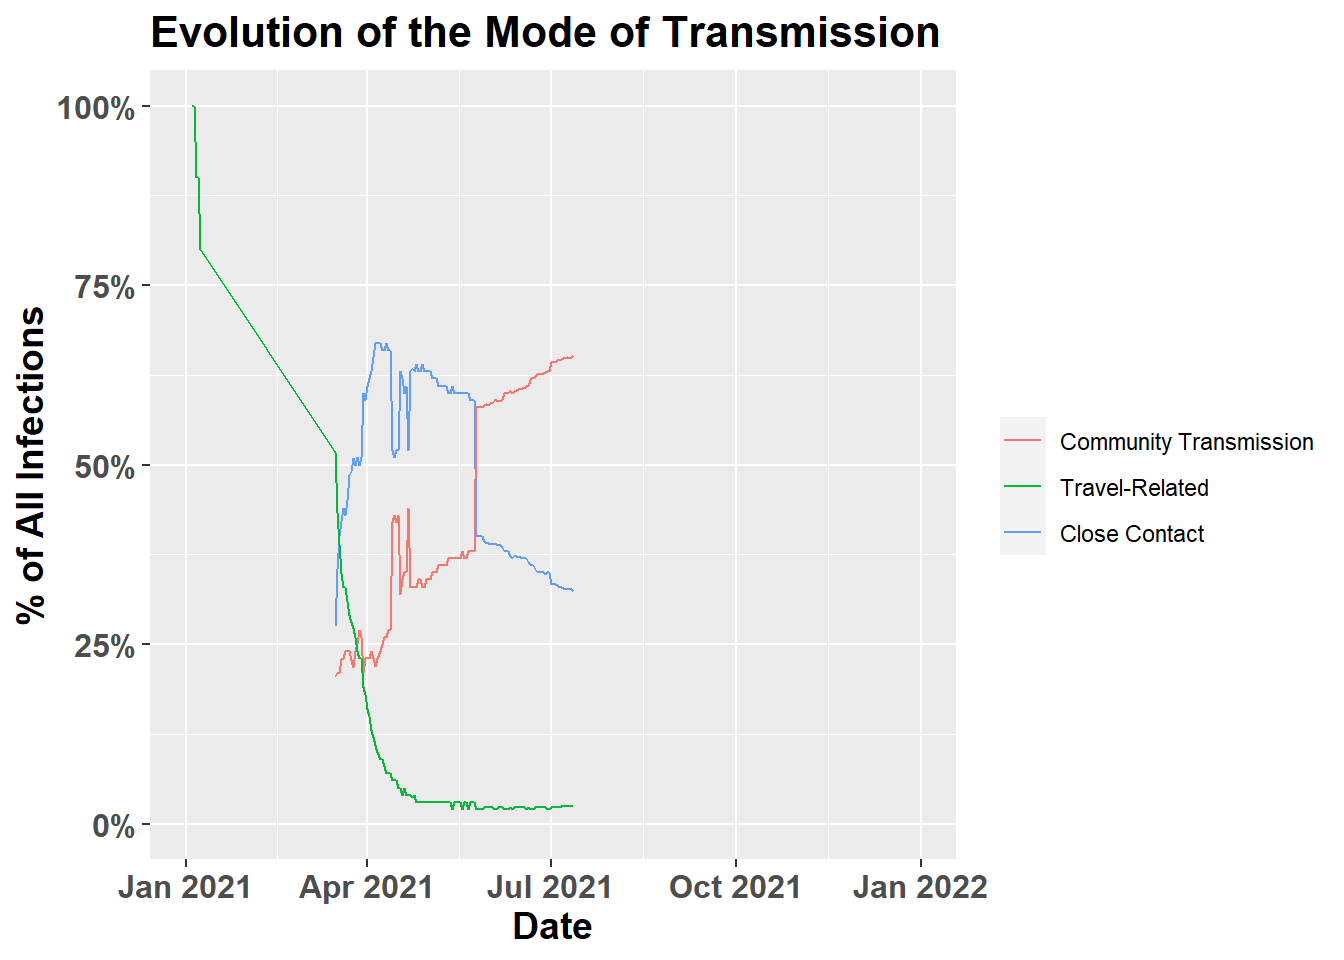 Evolution of the Mode of Transmission
% of All Infections
100%
75%
50%
25%
0%
Jan 2021 Apr 2021 Jul 2021 Oct 2021 Jan 2022
Date
Community Transmission
Travel-Related
Close Contact